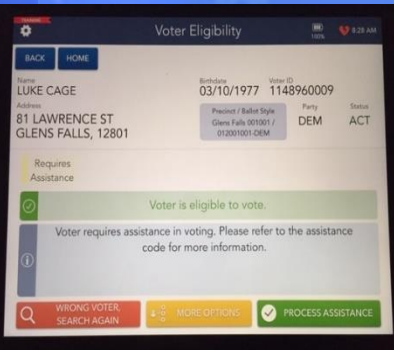 Voter Eligibility
100%
8:28 AM
BACK
HOME
Name
LUKE CAGE
Birthdate
03/10/1977
Voter ID
1148960009
Address
81 LAWRENCE ST
GLENS FALLS, 12801
Precinct / Ballot Style
Glens Falls 001001 /
012001001-DEM
Party
DEM
Status
ACT
Requires
Assistance
Voter is eligible to vote.
Voter requires assistance in voting. Please refer to the assistance
code for more information.
WRONG VOTER,
SEARCH AGAIN
MORE OPTIONS
PROCESS ASSISTANCE